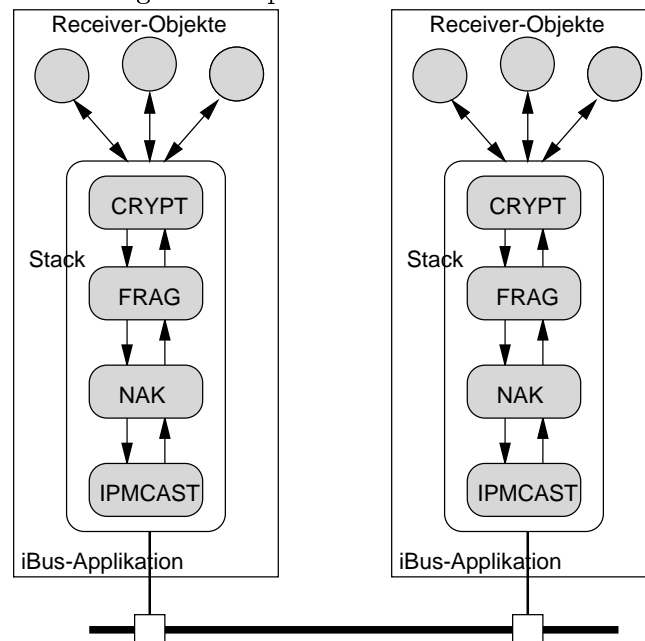 Receiver-Objekte
CRYPT
Stack
FRAG
NAK
IPMCAST
iBus-Applikation
Receiver-Objekte
CRYPT
Stack
FRAG
NAK
IPMCAST
iBus-Applikation